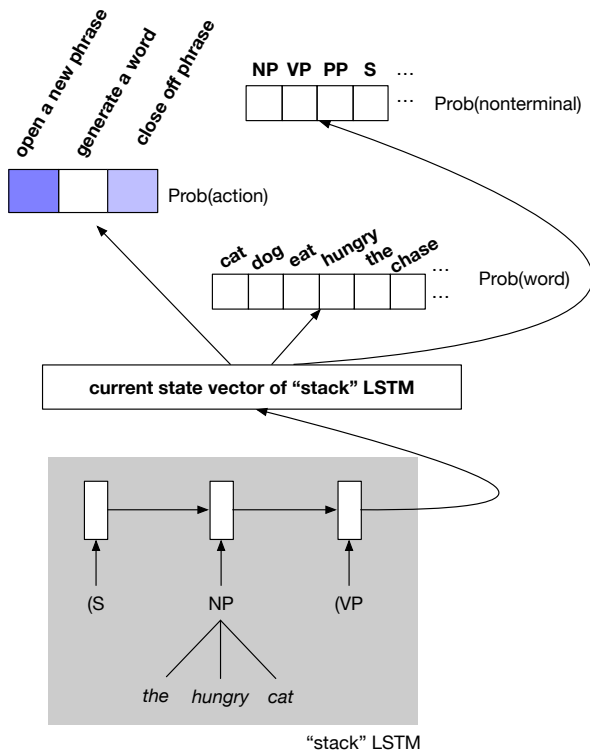 open a new phrase
generate a word
close off phrase
NP VP PP S ...
... Prob(nonterminal)
Prob(action)
cat dog eat hungry the chase ...
... Prob(word)
current state vector of “stack” LSTM
(S NP (VP
the hungry cat
“stack” LSTM